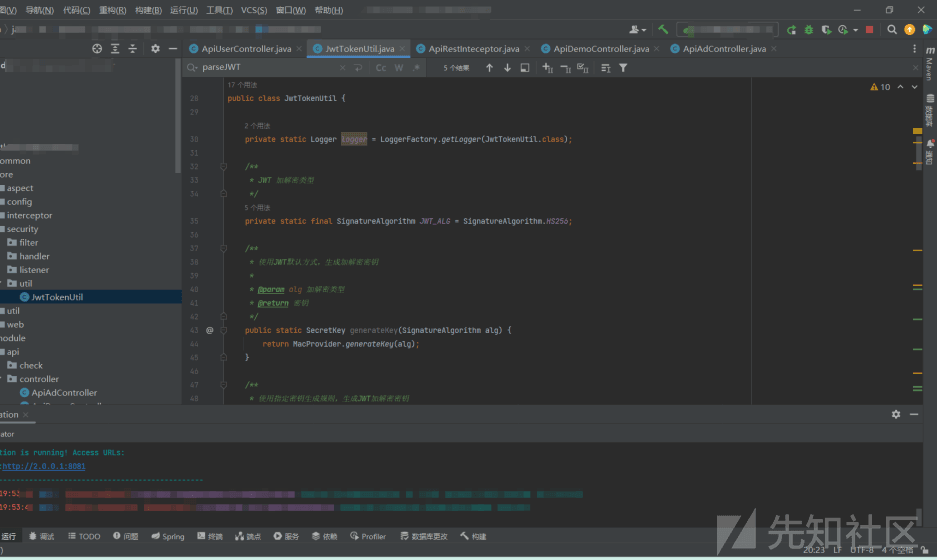 图(V) 导航(N) 代码(C) 重构(R) 构建(B) 运行(U) 工具(T) VCS(S) 窗口(W) 帮助(H)
ApiUserController.java JwtTokenUtil.java ApiRestInteceptor.java ApiDemoController.java ApiAdController.java
parseJWT Cc W .* 5个结果
17个用法
28 public class JwtTokenUtil {
29
2个用法
30 private static Logger logger = LoggerFactory.getLogger(JwtTokenUtil.class);
31
32 /**
33 * JWT 加解密类型
34 */
5个用法
35 private static final SignatureAlgorithm JWT_ALG = SignatureAlgorithm.HS256;
36
37 /**
38 * 使用JWT默认方式，生成加解密密钥
39 *
40 * @param alg 加解密类型
41 * @return 密钥
42 */
43 @ public static SecretKey generateKey(SignatureAlgorithm alg) {
44 return MacProvider.generateKey(alg);
45 }
46
47 /**
48 * 使用指定密钥生成规则，生成JWT加解密密钥
10
Maven
数据库
通知
ommon
ore
aspect
config
interceptor
security
filter
handler
listener
util
JwtTokenUtil
util
web
nodule
api
check
controller
ApiAdController
ation
ator
tion is running! Access URLs:
http://2.0.0.1:8081
19:53
19:53:4
运行 调试 TODO 问题 Spring 终端 端点 服务 依赖 Profiler 数据库更改 构建
20:23 LF UTF-8 4个空格
先知社区